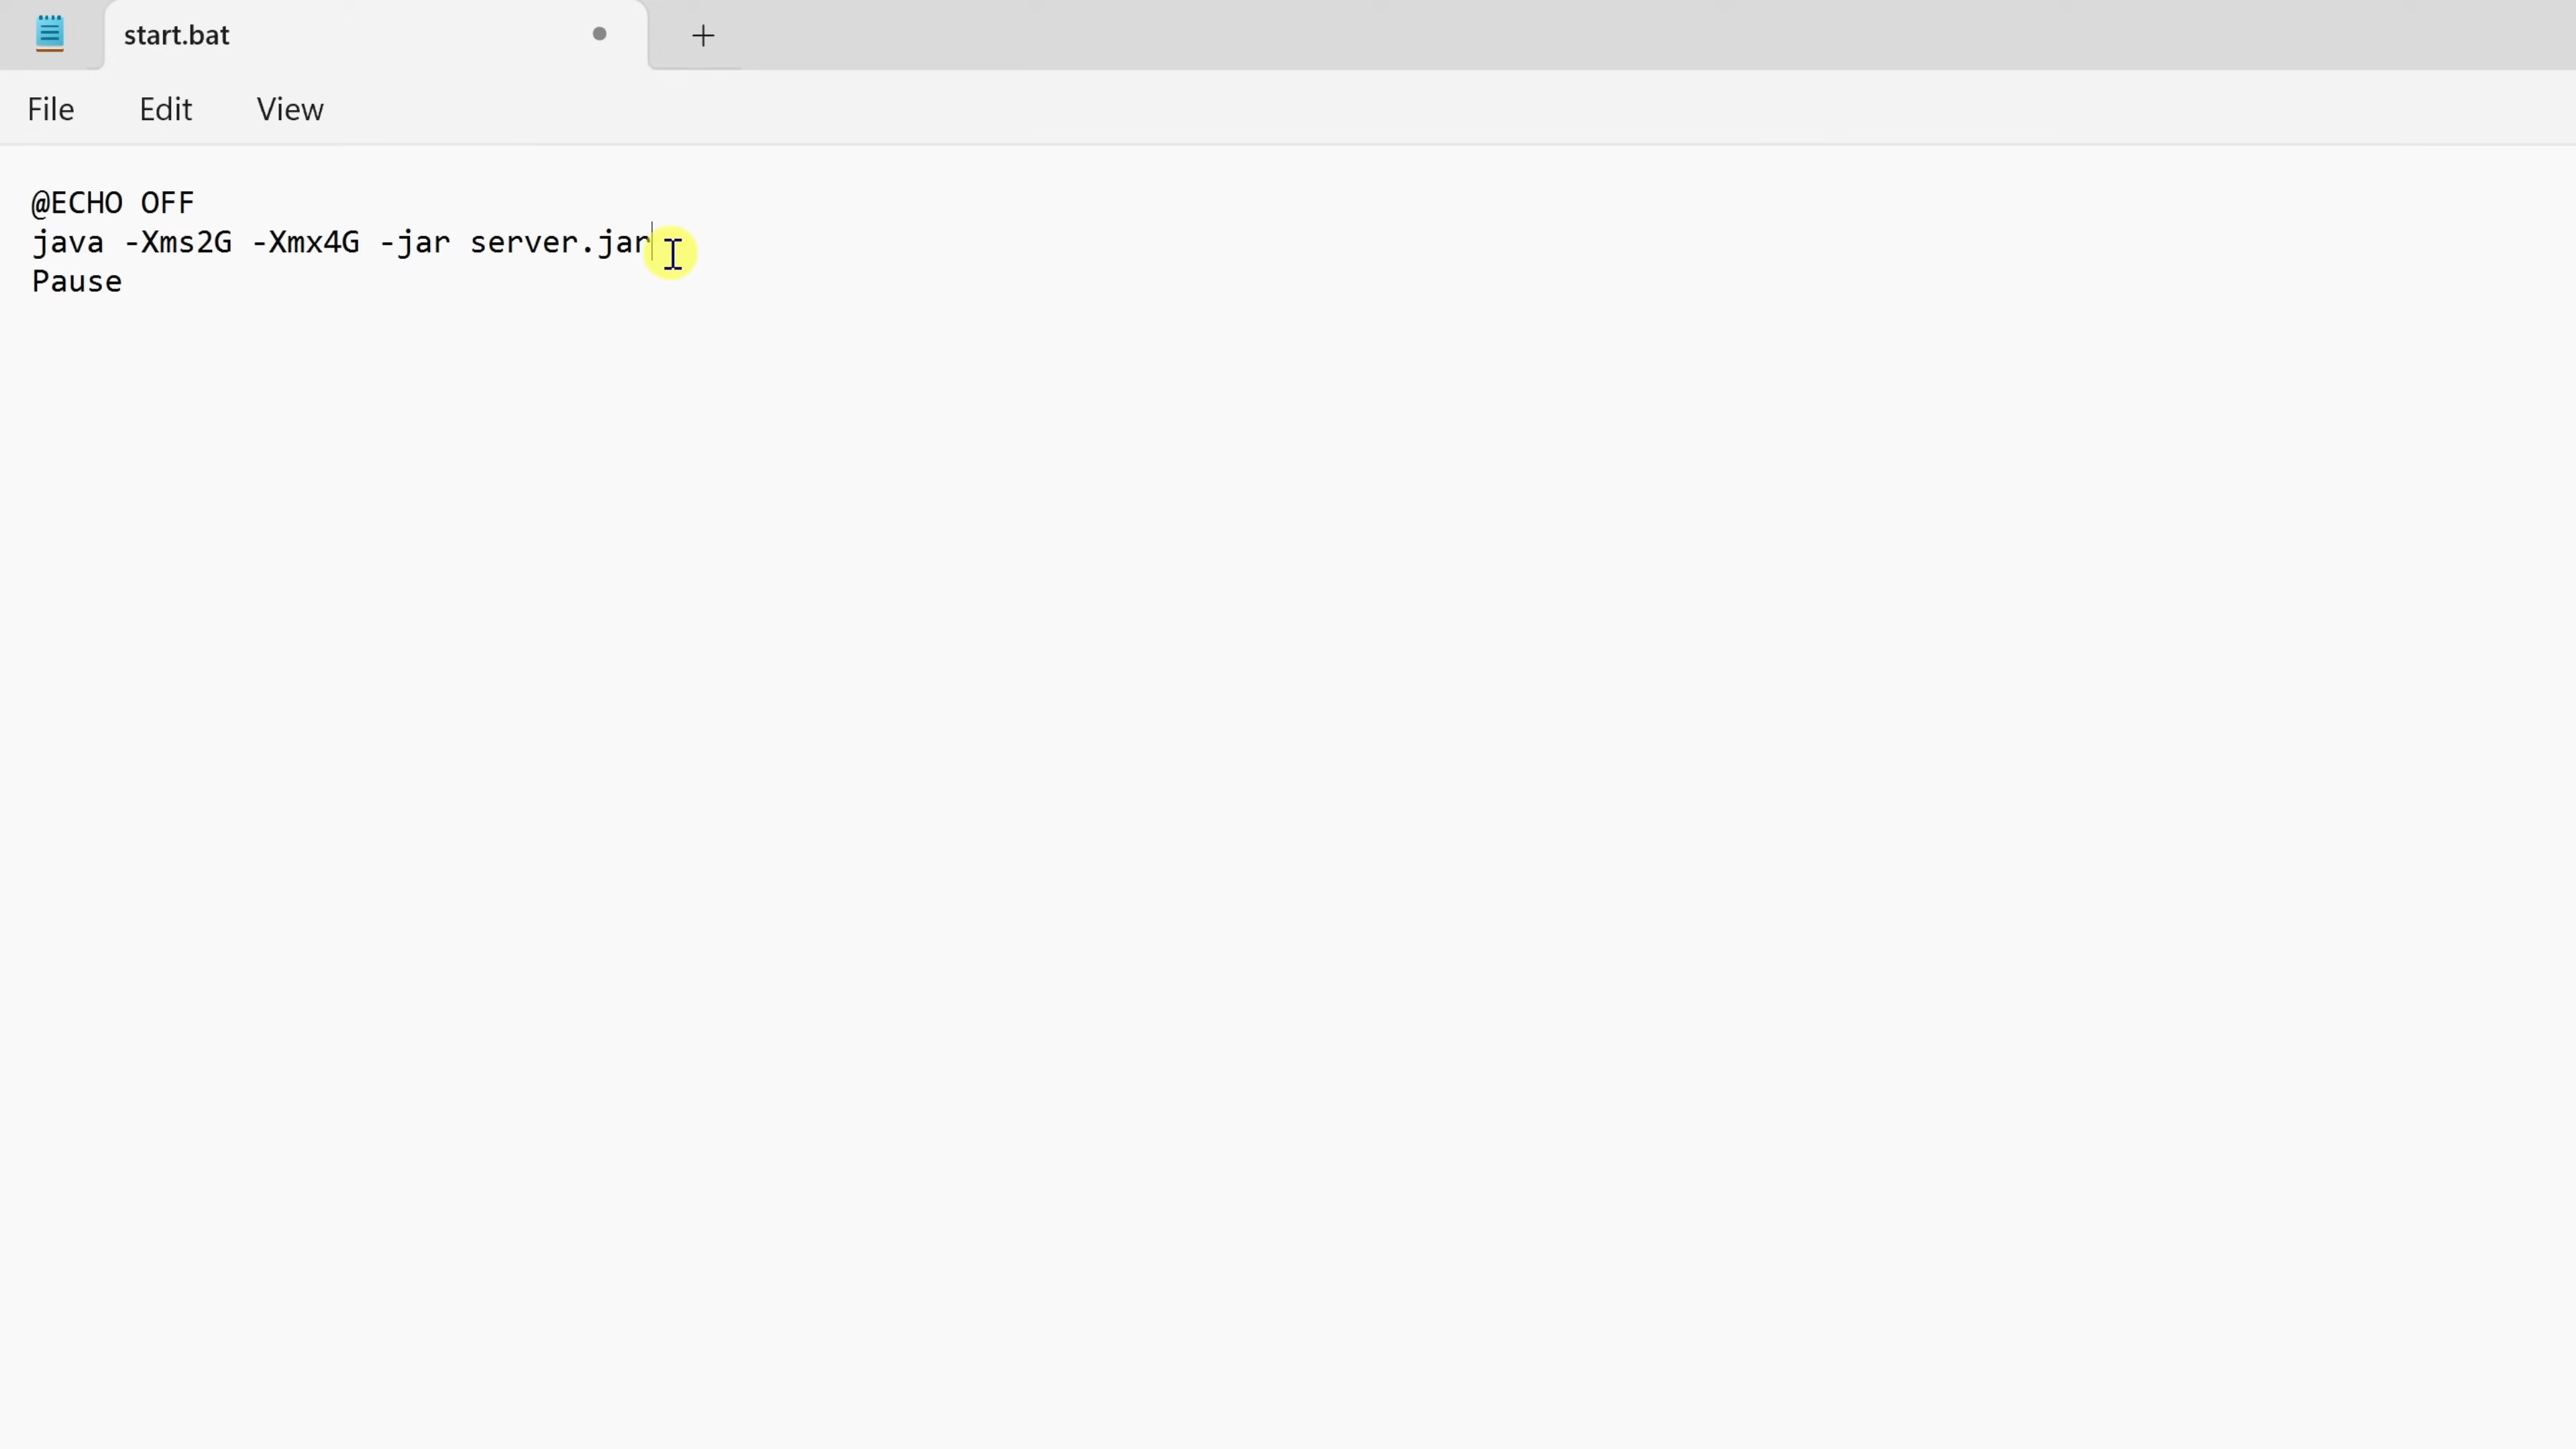 start.bat
File Edit View
@ECHO OFF
java -Xms2G -Xmx4G -jar server.jar
Pause